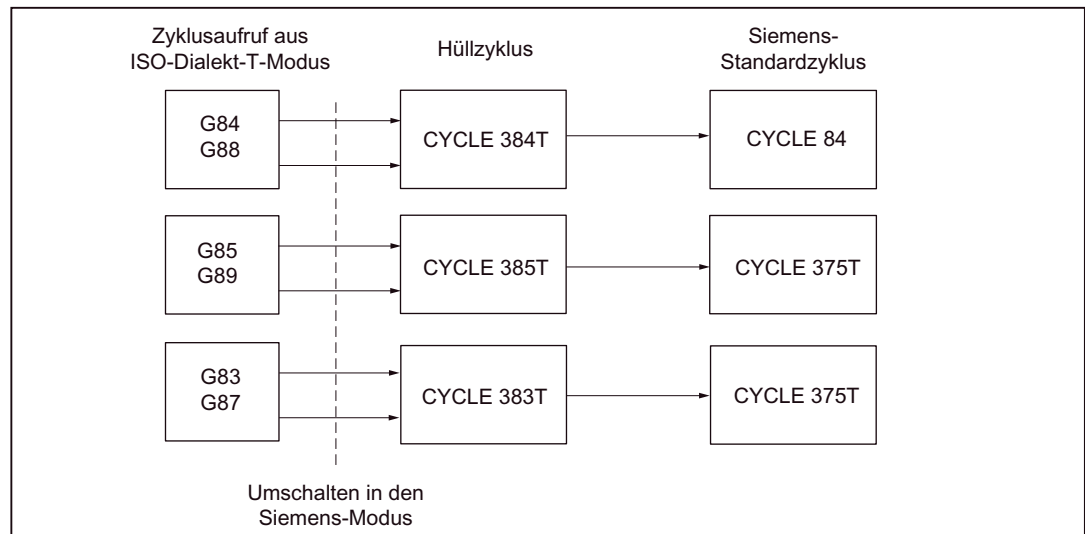 Zyklusaufruf aus
ISO-Dialekt-T-Modus
Hüllzyklus
Siemens-
Standardzyklus
G84
G88
CYCLE 384T
CYCLE 84
G85
G89
CYCLE 385T
CYCLE 375T
G83
G87
CYCLE 383T
CYCLE 375T
Umschalten in den
Siemens-Modus